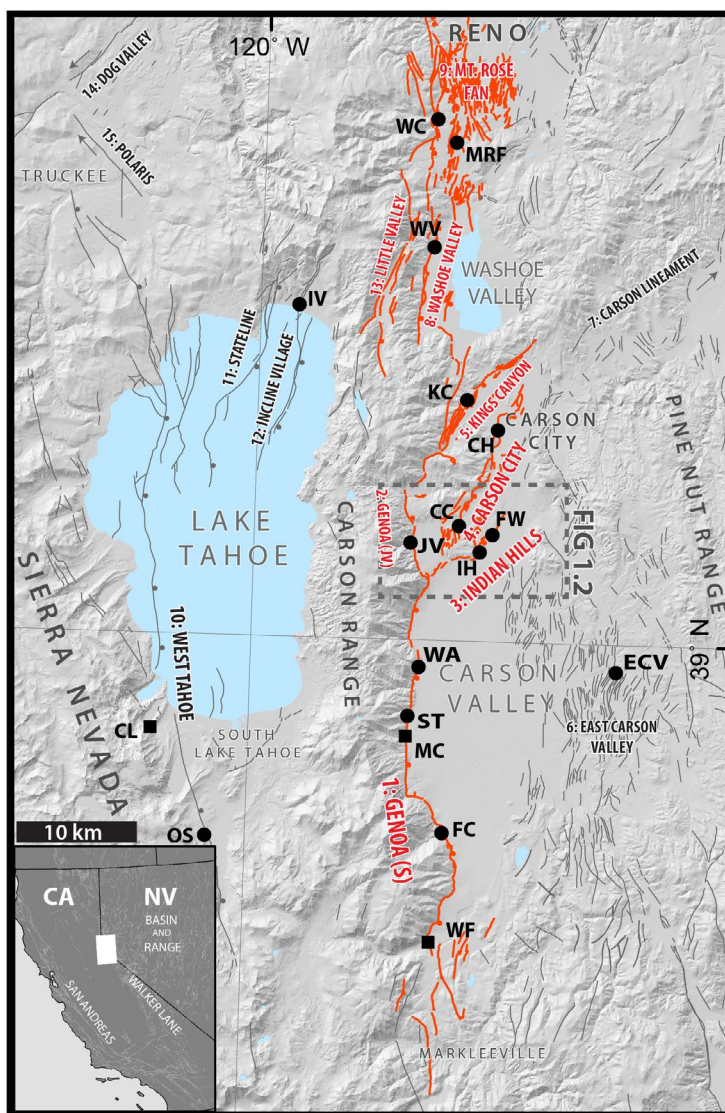 RENO
120° W
9: MT. ROSE
FAN
14: DOG VALLEY
WC
MRF
15: POLARIS
TRUCKEE
WV
13: LITTLE VALLEY
8: WASHOE VALLEY
WASHOE
VALLEY
7: CARSON LINEAMENT
IV
11: STATELINE
12: INCLINE VILLAGE
KC
5: KINGS CANYON
CH
CARSON
CITY
PINE NUT RANGE
LAKE
TAHOE
CARSON RANGE
2: GENOA (JV)
CC
4: CARSON CITY
FW
JV
IH
3: INDIAN HILLS
FIG 1.2
SIERRA NEVADA
10: WEST TAHOE
39° N
WA
CARSON
VALLEY
ECV
CL
SOUTH
LAKE TAHOE
ST
MC
6: EAST CARSON
VALLEY
1: GENOA (S)
10 km
OS
FC
WF
CA
NV
BASIN
AND
RANGE
SAN ANDREAS
WALKER LANE
MARKLEEVILLE